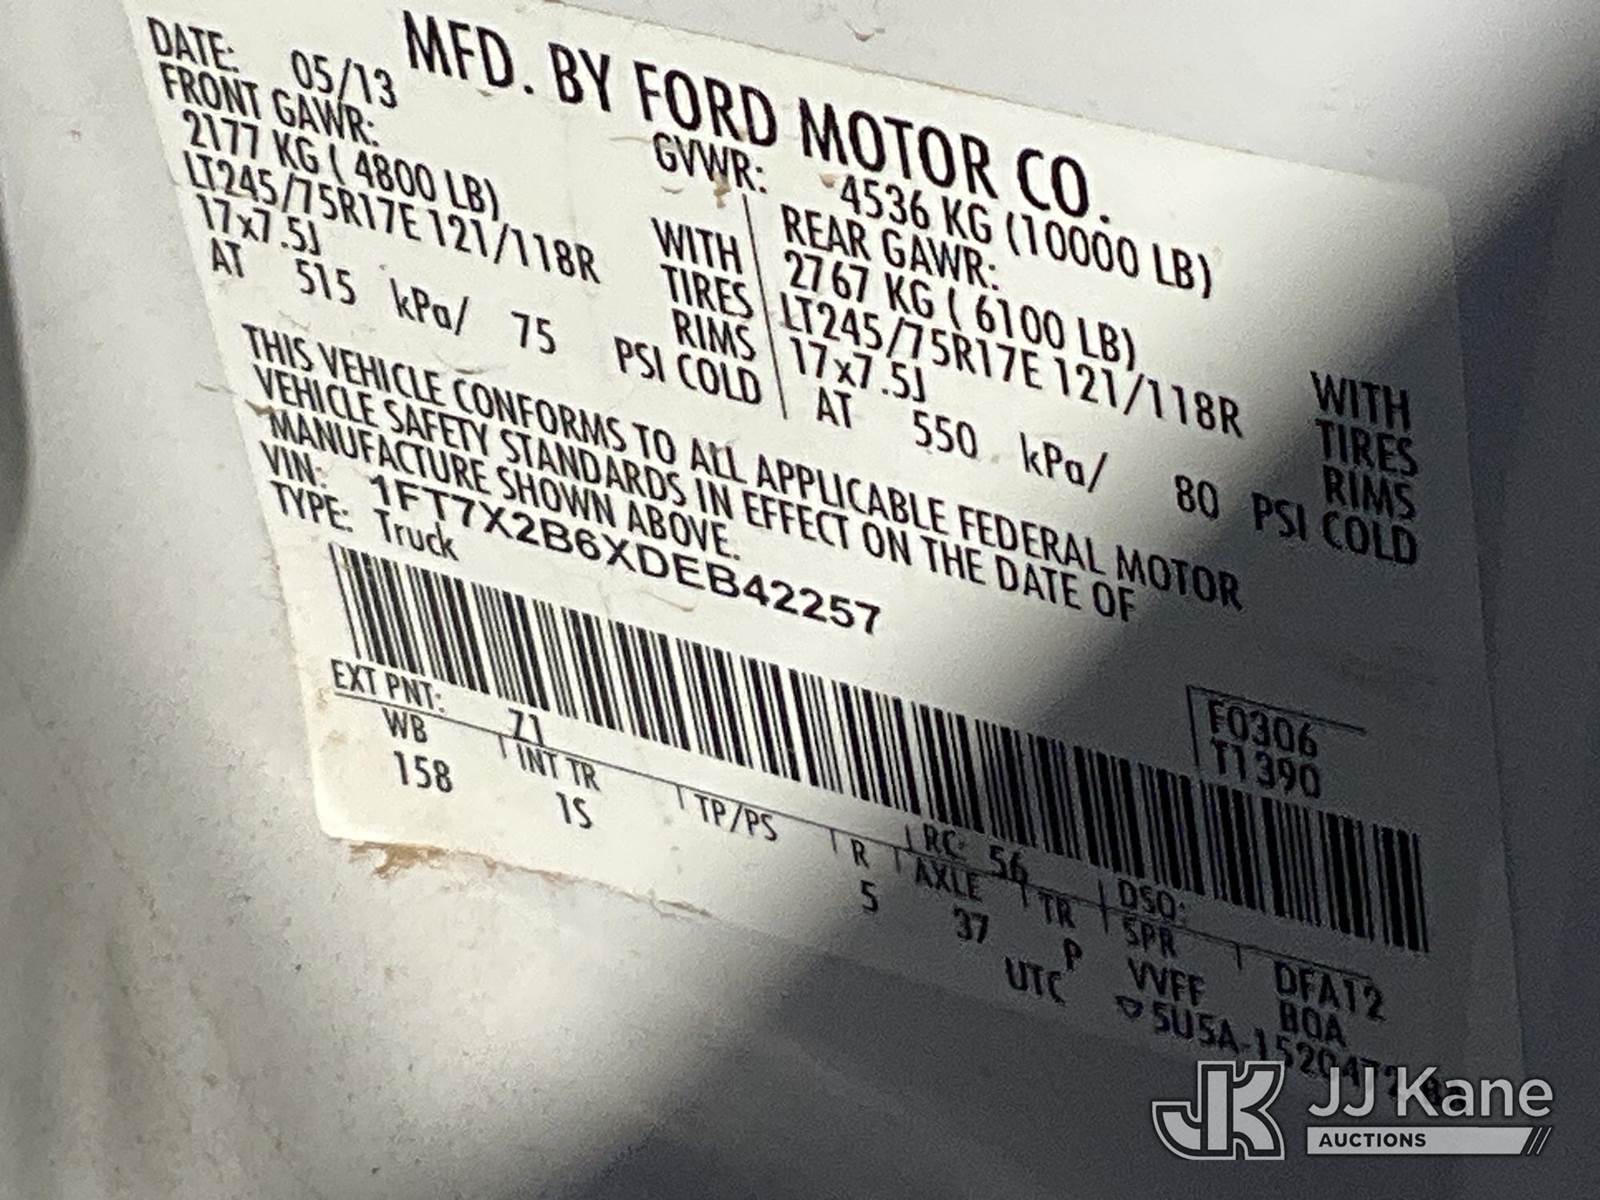 MFD. BY FORD MOTOR CO.
DATE: 05/13 GVWR: 4536 KG (10000 LB)
FRONT GAWR: REAR GAWR:
2177 KG ( 4800 LB) WITH 2767 KG ( 6100 LB) WITH
LT245/75R17E 121/118R TIRES LT245/75R17E 121/118R TIRES
17x7.5J RIMS 17x7.5J RIMS
AT 515 kPa/ 75 PSI COLD AT 550 kPa/ 80 PSI COLD
THIS VEHICLE CONFORMS TO ALL APPLICABLE FEDERAL MOTOR
VEHICLE SAFETY STANDARDS IN EFFECT ON THE DATE OF
MANUFACTURE SHOWN ABOVE.
VIN: 1FT7X2B6XDEB42257
TYPE: Truck
F0306
T1390
EXT PNT: Z1 RC: 56 DSO:
WB INT TR TP/PS R AXLE TR SPR DFAT2
158 1S 5 37 P VVFF BOA
UTC
JK JJ Kane
AUCTIONS